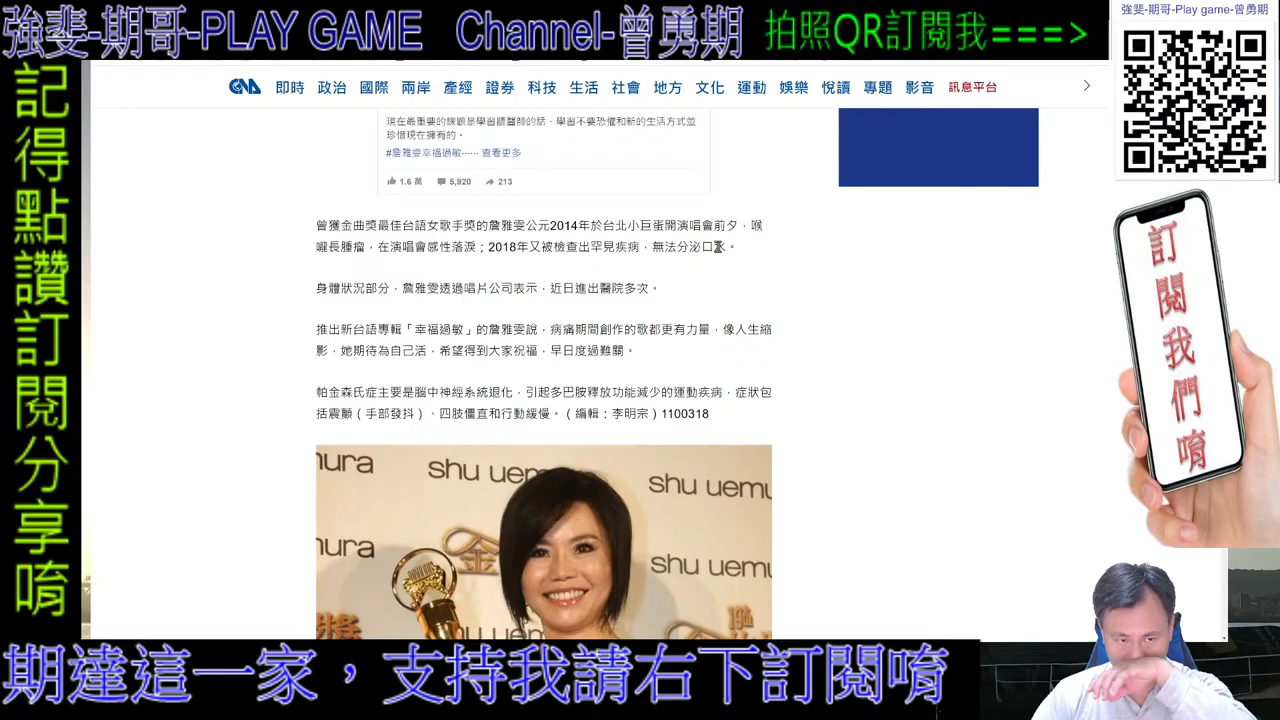 強斐-期哥-PLAY GAME Channel-曾勇期
拍照QR訂閱我===>
強斐-期哥-Play game-曾勇期
記得點讚訂閱分享唷
CNA 即時 政治 國際 兩岸 產經 證券 科技 生活 社會 地方 文化 運動 娛樂 悅讀 專題 影音 訊息平台
現在最重要的課題是學習聽醫師的話,學習不要恐懼和新的生活方式並
珍惜現在擁有的。
#詹雅雯幸福過敏⋯⋯ 查看更多
1.6 萬 5,920 213
曾獲金曲獎最佳台語女歌手獎的詹雅雯公元2014年於台北小巨蛋開演唱會前夕,喉
嚨長腫瘤,在演唱會感性落淚;2018年又被檢查出罕見疾病,無法分泌口水。
身體狀況部分,詹雅雯透過唱片公司表示,近日進出醫院多次。
推出新台語專輯「幸福過敏」的詹雅雯說,病痛期間創作的歌都更有力量,像人生縮
影,她期待為自己活,希望得到大家祝福,早日度過難關。
帕金森氏症主要是腦中神經系統退化,引起多巴胺釋放功能減少的運動疾病,症狀包
括震顫(手部發抖)、四肢僵直和行動緩慢。(編輯:李明宗)1100318
mura shu uemu shu uemu
mura 金 shu uemu
獎 shu uem 19th
訂閱我們唷
期達這一家,支持我請右下訂閱唷